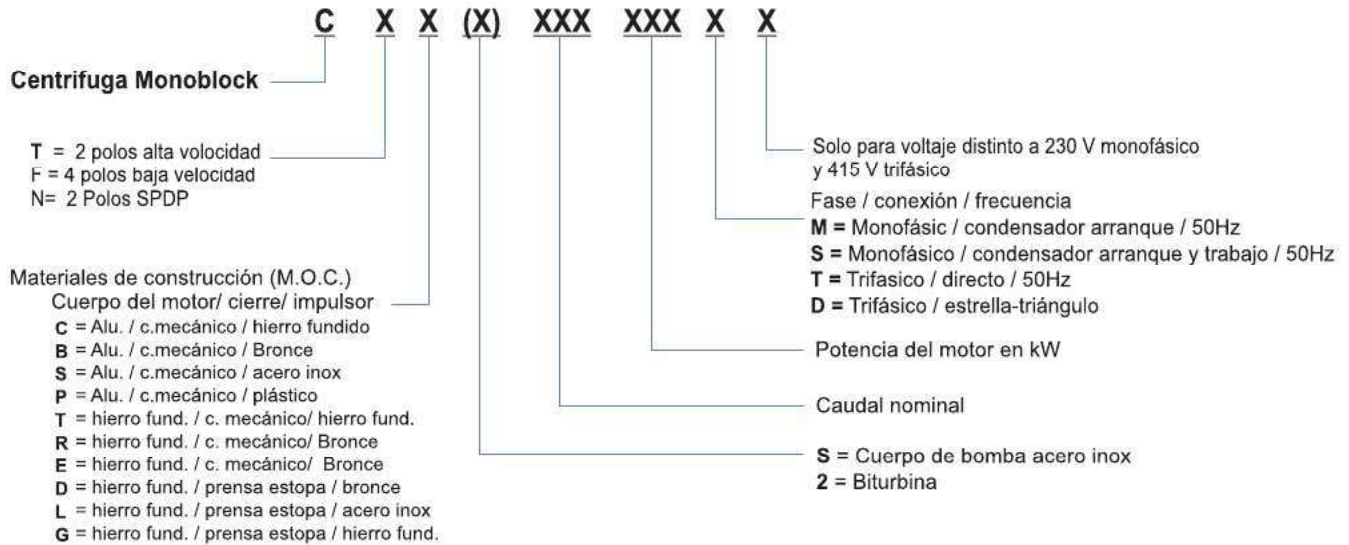 C X X (X) XXX XXX X X
Centrifuga Monoblock
T = 2 polos alta volocidad
F = 4 polos baja velocidad
N= 2 Polos SPDP
Materiales de construcción (M.O.C.)
Cuerpo del motor/ cierre/ impulsor
C = Alu. / c.mecánico / hierro fundido
B = Alu. / c.mecánico / Bronce
S = Alu. / c.mecánico / acero inox
P = Alu. / c.mecánico / plástico
T = hierro fund. / c. mecánico/ hierro fund.
R = hierro fund. / c. mecánico/ Bronce
E = hierro fund. / c. mecánico/ Bronce
D = hierro fund. / prensa estopa / bronce
L = hierro fund. / prensa estopa / acero inox
G = hierro fund. / prensa estopa / hierro fund.
Solo para voltaje distinto a 230 V monofásico
y 415 V trifásico
Fase / conexión / frecuencia
M = Monofásic / condensador arranque / 50Hz
S = Monofásico / condensador arranque y trabajo / 50Hz
T = Trifasico / directo / 50Hz
D = Trifásico / estrella-triángulo
Potencia del motor en kW
Caudal nominal
S = Cuerpo de bomba acero inox
2 = Biturbina